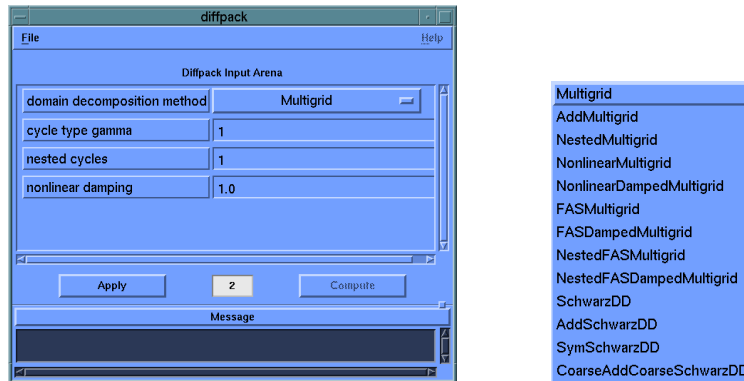 diffpack
File Help
Diffpack Input Arena
domain decomposition method Multigrid
cycle type gamma 1
nested cycles 1
nonlinear damping 1.0
Apply 2 Compute
Message
Multigrid
AddMultigrid
NestedMultigrid
NonlinearMultigrid
NonlinearDampedMultigrid
FASMultigrid
FASDampedMultigrid
NestedFASMultigrid
NestedFASDampedMultigrid
SchwarzDD
AddSchwarzDD
SymSchwarzDD
CoarseAddCoarseSchwarzDD